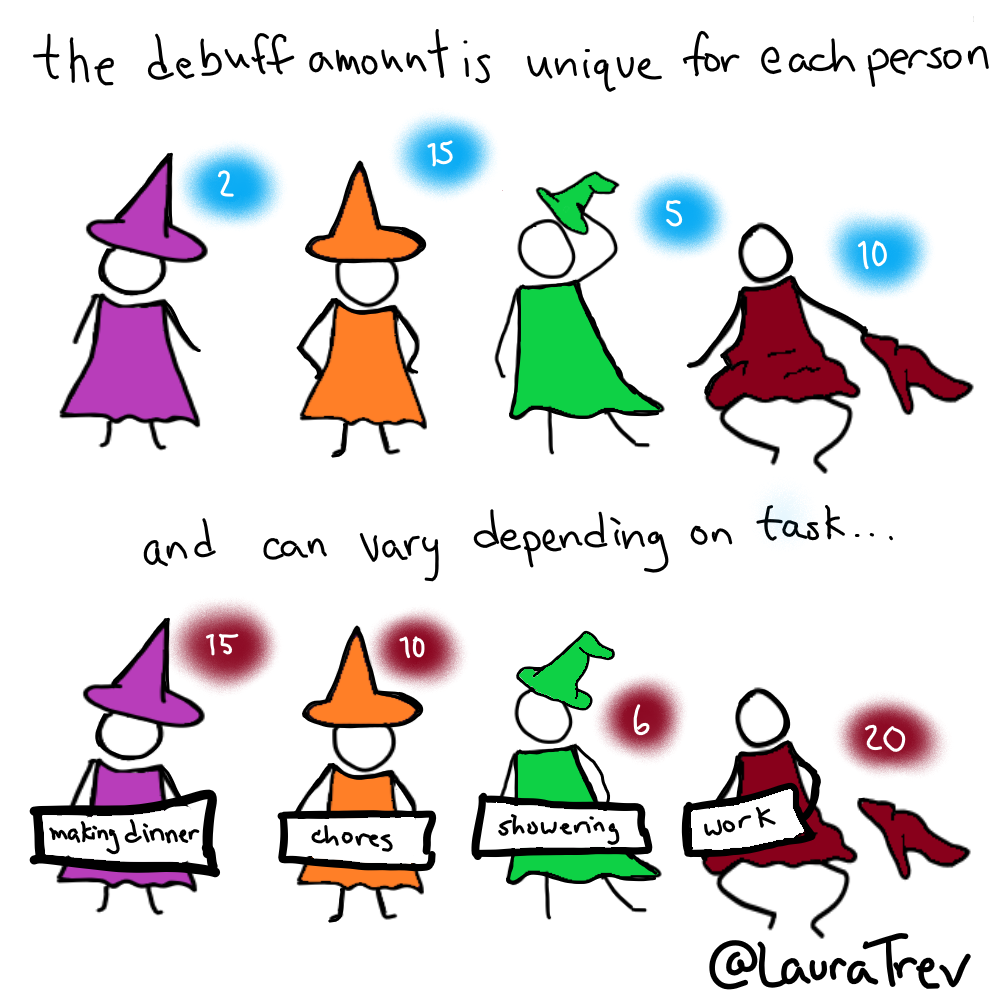 the debuff amount is unique for each person
2
15
5
10
and can vary depending on task...
15
10
6
20
making dinner
chores
showering
work
@LauraTrev